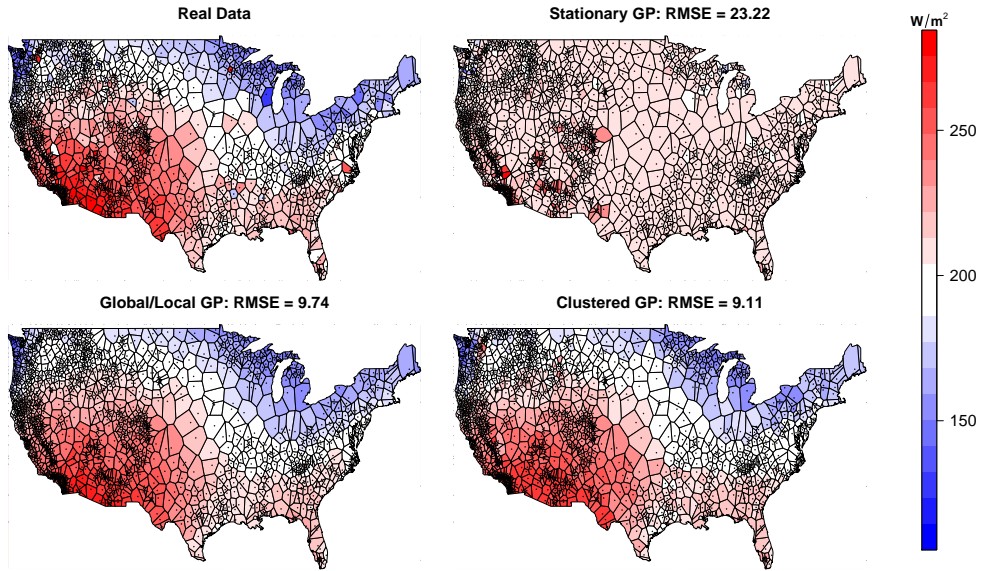 Real Data
Stationary GP: RMSE = 23.22
W/m²
250
200
150
Global/Local GP: RMSE = 9.74
Clustered GP: RMSE = 9.11